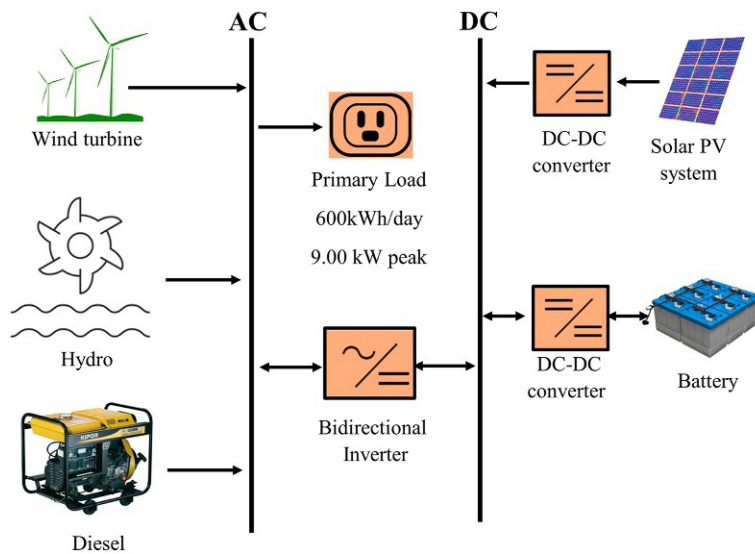 AC
DC
Wind turbine
Primary Load
600kWh/day
9.00 kW peak
DC-DC
converter
Solar PV
system
Hydro
Bidirectional
Inverter
DC-DC
converter
Battery
KIPOR
Diesel